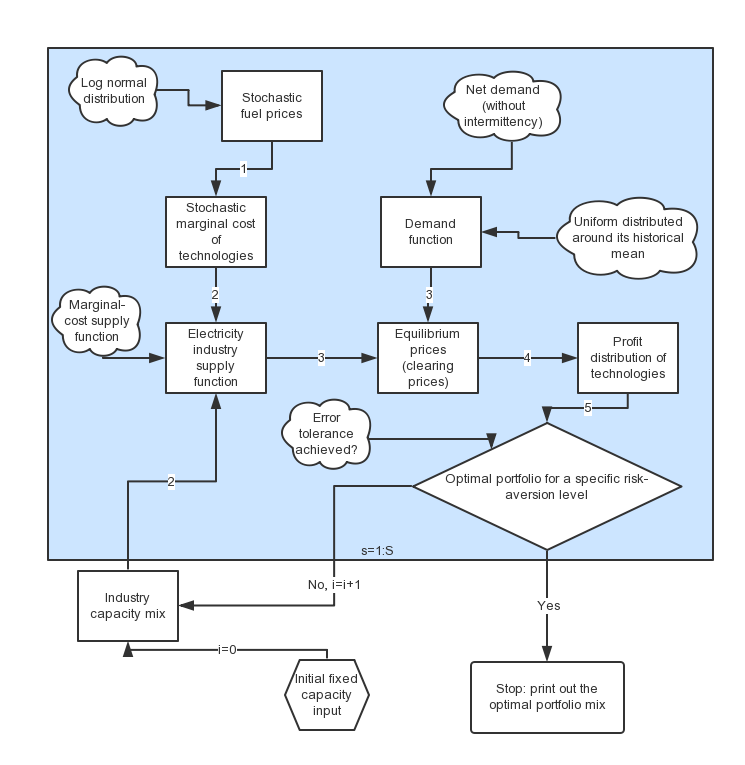 Log normal
distribution
Stochastic
fuel prices
Net demand
(without
intermittency)
1
Stochastic
marginal cost
of
technologies
Demand
function
Uniform distributed
around its historical
mean
2
3
Marginal-
cost supply
function
Electricity
industry
supply
function
3
Equilibrium
prices
(clearing
prices)
4
Profit
distribution of
technologies
5
Error
tolerance
achieved?
Optimal portfolio for a specific risk-
aversion level
2
s=1:S
No, i=i+1
Industry
capacity mix
Yes
i=0
Initial fixed
capacity
input
Stop: print out the
optimal portfolio mix